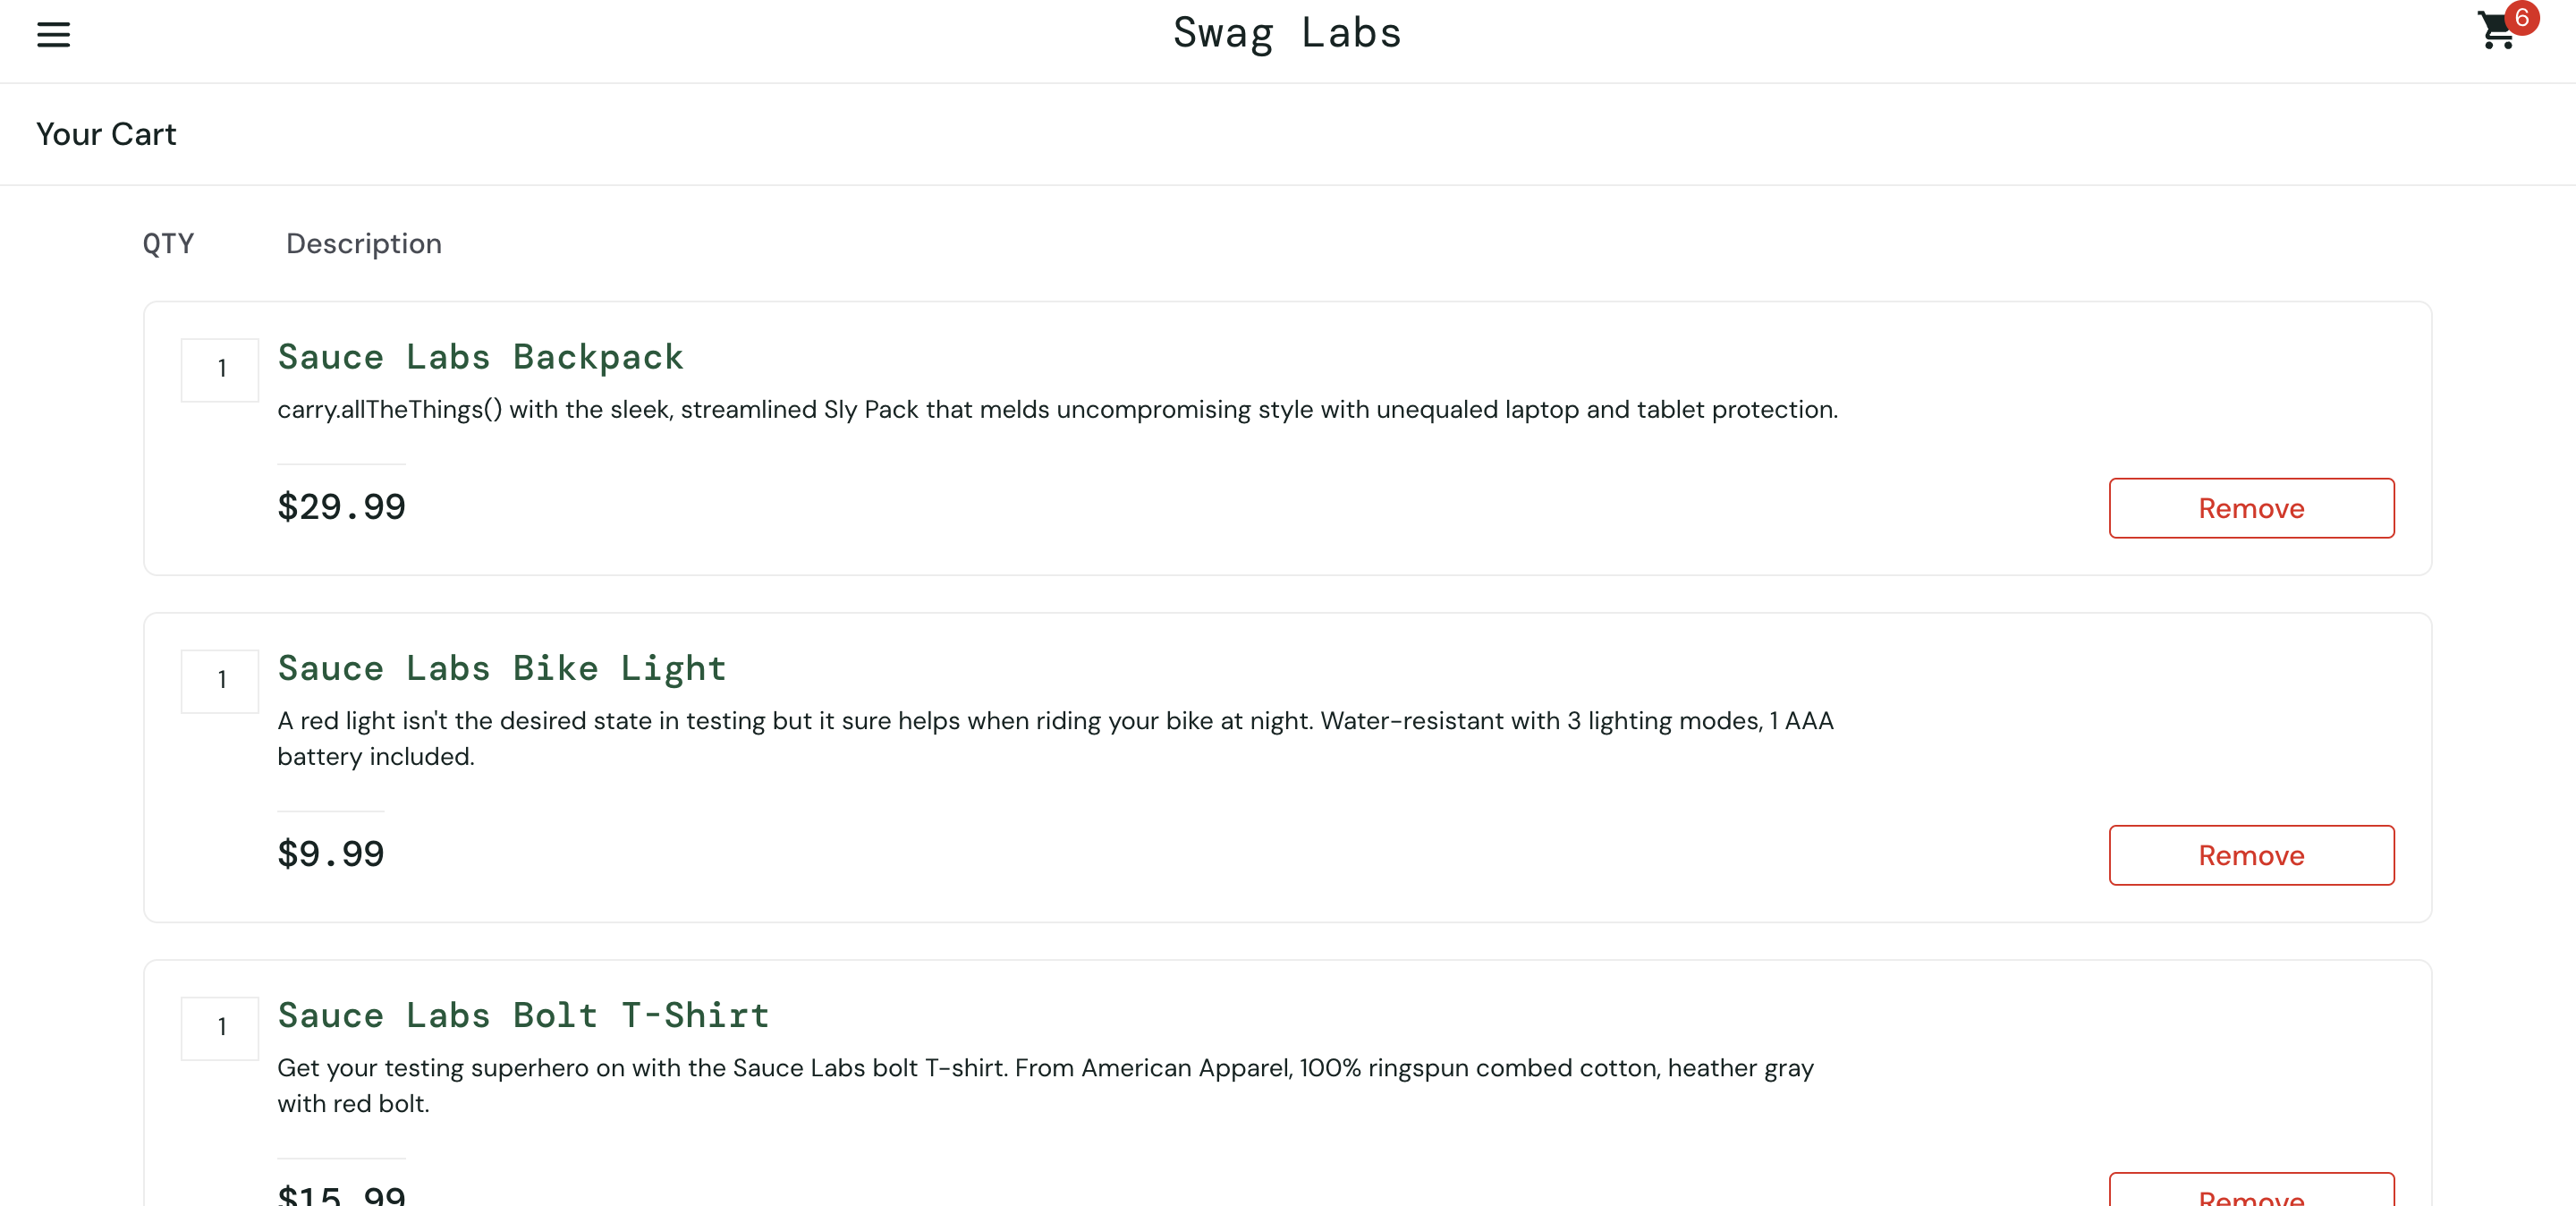 Swag Labs
6
Your Cart
QTY Description
1
Sauce Labs Backpack
carry.allTheThings() with the sleek, streamlined Sly Pack that melds uncompromising style with unequaled laptop and tablet protection.
$29.99
Remove
1
Sauce Labs Bike Light
A red light isn't the desired state in testing but it sure helps when riding your bike at night. Water-resistant with 3 lighting modes, 1 AAA
battery included.
$9.99
Remove
1
Sauce Labs Bolt T-Shirt
Get your testing superhero on with the Sauce Labs bolt T-shirt. From American Apparel, 100% ringspun combed cotton, heather gray
with red bolt.
$15.99
Remove